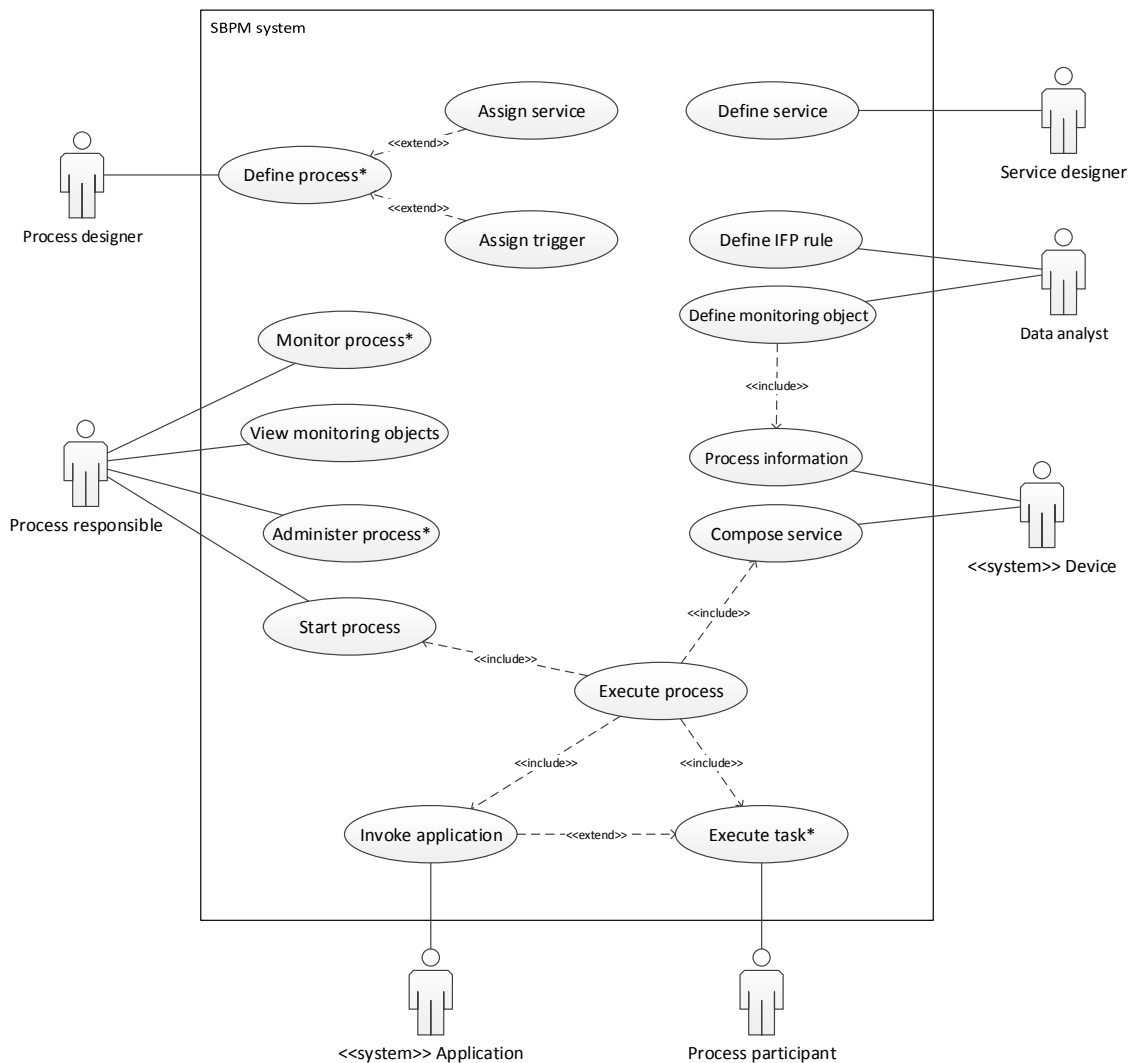 SBPM system
Assign service
Define service
<<extend>>
Define process*
Service designer
<<extend>>
Process designer
Assign trigger
Define IFP rule
Define monitoring object
Data analyst
Monitor process*
<<include>>
View monitoring objects
Process information
Process responsible
Administer process*
Compose service
<<system>> Device
<<include>>
Start process
<<include>>
Execute process
<<include>>
<<include>>
Invoke application
<<extend>>
Execute task*
<<system>> Application
Process participant